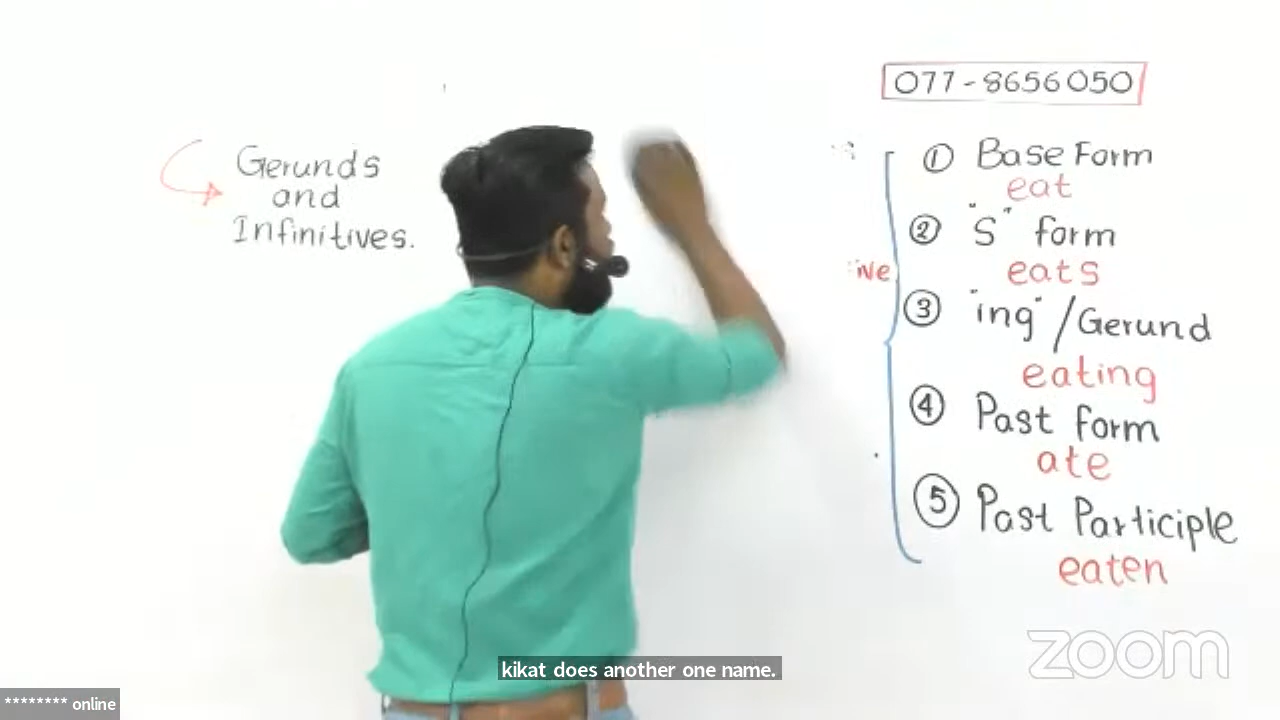 077-8656050
Gerunds
and
Infinitives.
① Base Form
eat
② "S" form
eats
ive
③ "ing" / Gerund
eating
④ Past form
ate
⑤ Past Participle
eaten
zoom
kikat does another one name.
******** online